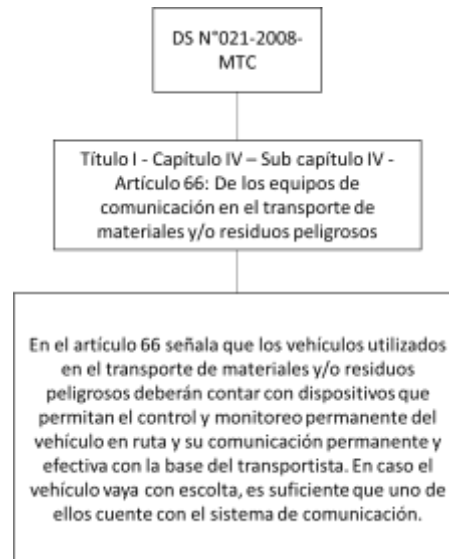 DS N°021-2008-
MTC
Título I - Capítulo IV – Sub capítulo IV -
Artículo 66: De los equipos de
comunicación en el transporte de
materiales y/o residuos peligrosos
En el artículo 66 señala que los vehículos utilizados
en el transporte de materiales y/o residuos
peligrosos deberán contar con dispositivos que
permitan el control y monitoreo permanente del
vehículo en ruta y su comunicación permanente y
efectiva con la base del transportista. En caso el
vehículo vaya con escolta, es suficiente que uno de
ellos cuente con el sistema de comunicación.